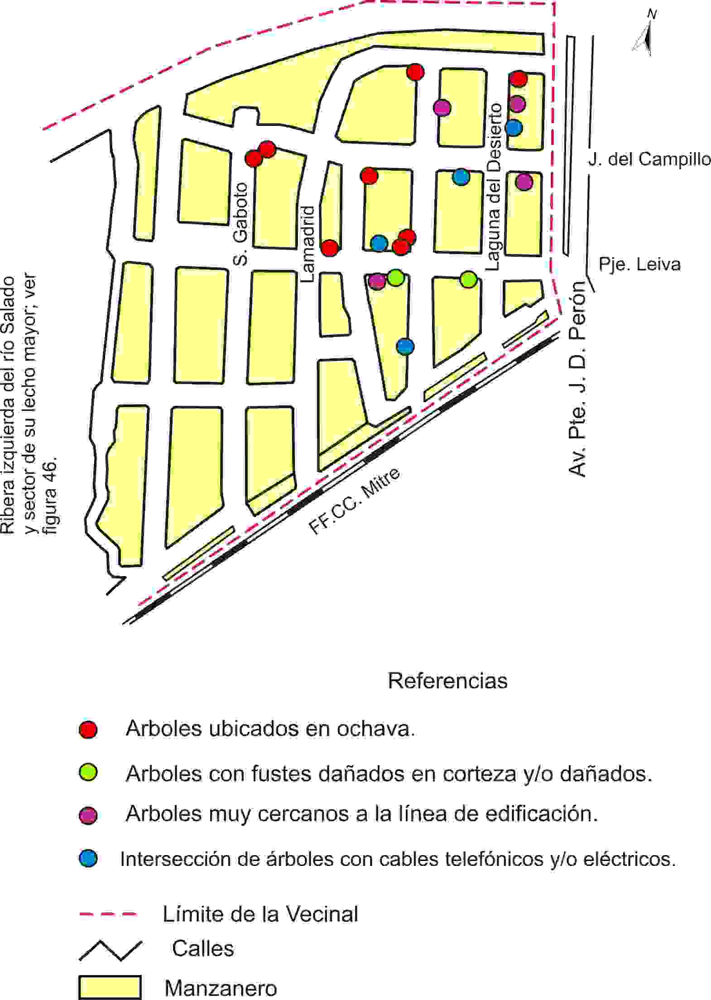 N
J. del Campillo
Laguna del Desierto
S. Gaboto
Lamadrid
Pje. Leiva
Av. Pte. J. D. Perón
Ribera izquierda del río Salado
y sector de su lecho mayor; ver
figura 46.
FF.CC. Mitre
Referencias
Arboles ubicados en ochava.
Arboles con fustes dañados en corteza y/o dañados.
Arboles muy cercanos a la línea de edificación.
Intersección de árboles con cables telefónicos y/o eléctricos.
Límite de la Vecinal
Calles
Manzanero